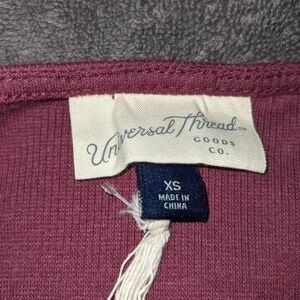 Universal Thread™
GOODS
CO.
XS
MADE IN
CHINA